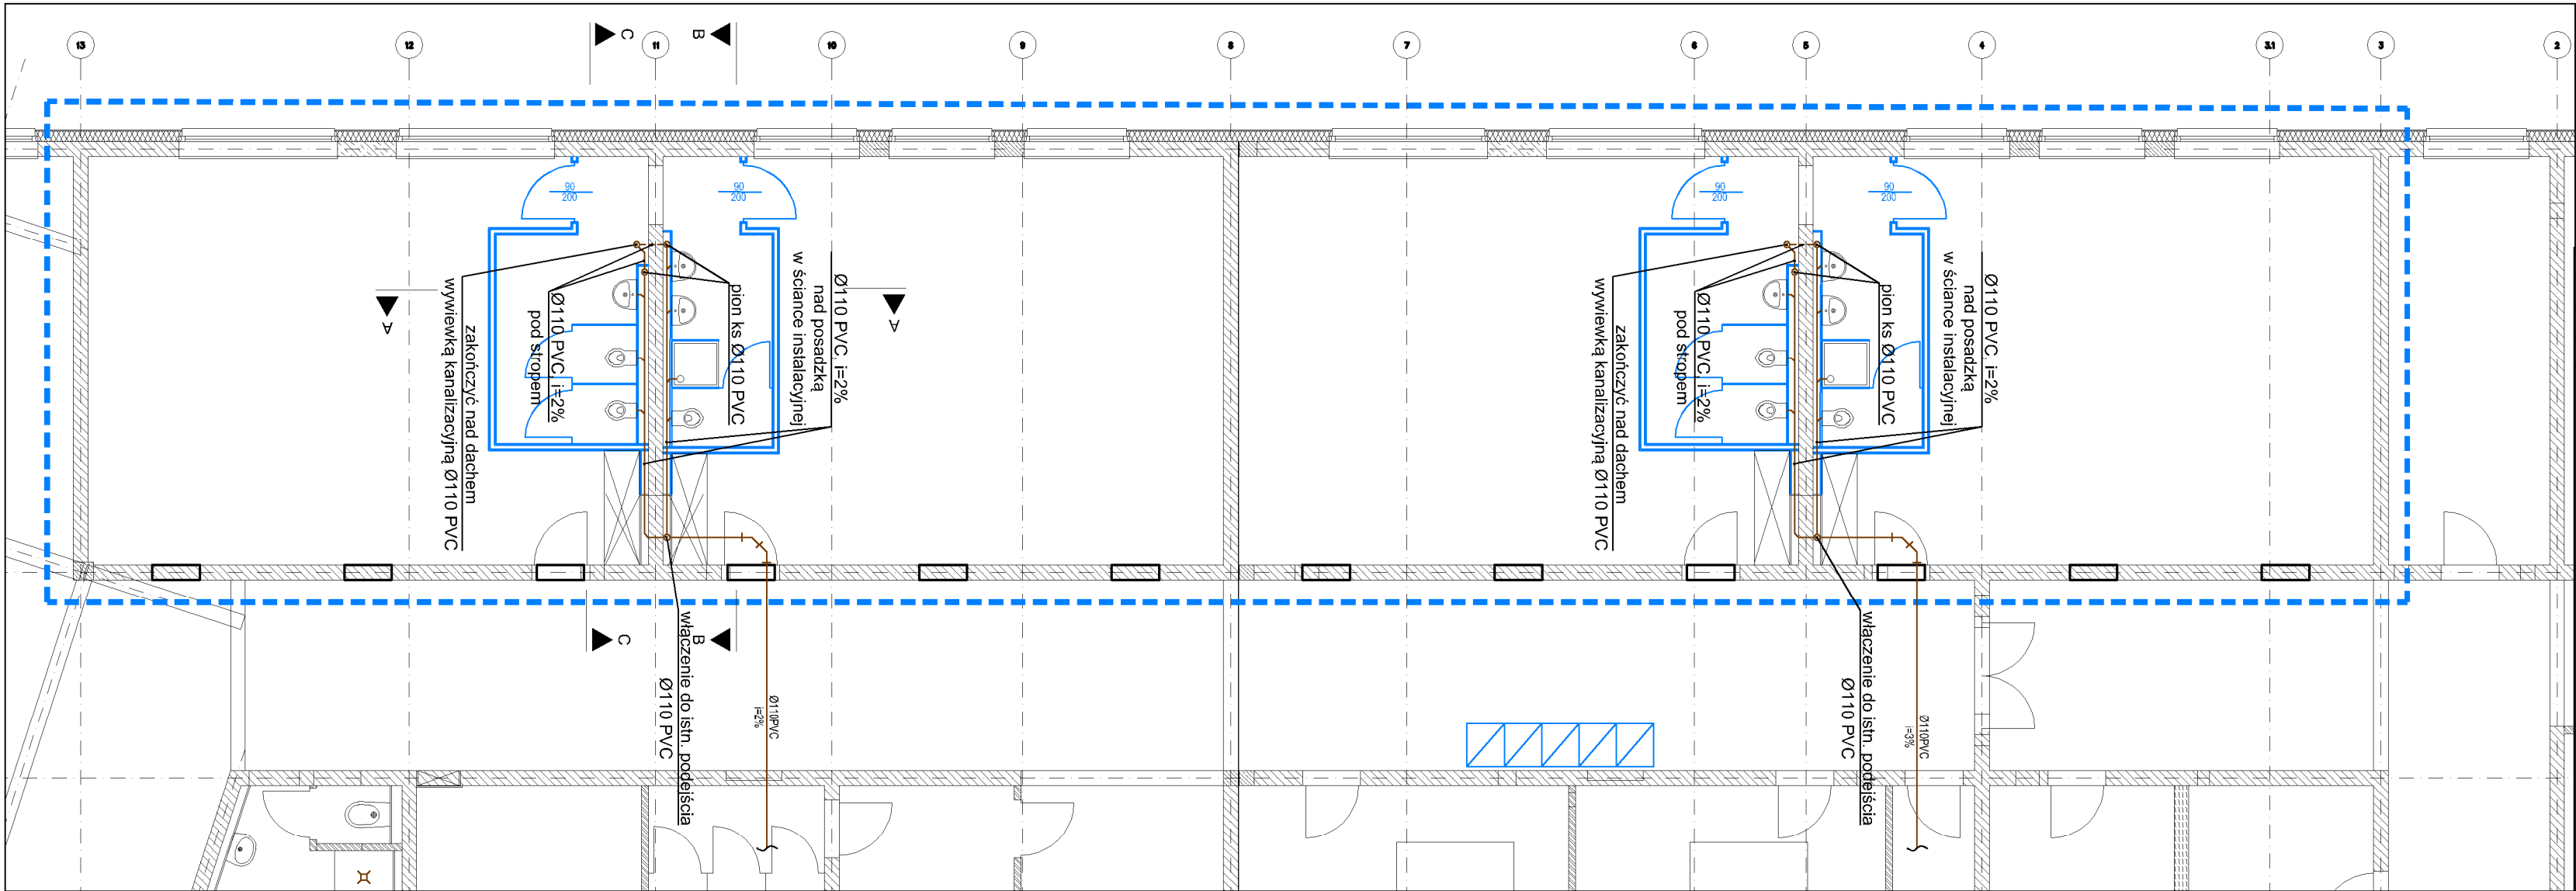 13
12
C
11
B
10
9
8
7
6
5
4
3.1
3
2
90
200
90
200
90
200
90
200
zakończyć nad dachem
wywiewką kanalizacyjną Ø110 PVC
Ø110 PVC, i=2%
pod stropem
pion ks Ø110 PVC
Ø110 PVC, i=2%
nad posadzką
w ściance instalacyjnej
A
A
zakończyć nad dachem
wywiewką kanalizacyjną Ø110 PVC
Ø110 PVC, i=2%
pod stropem
pion ks Ø110 PVC
Ø110 PVC, i=2%
nad posadzką
w ściance instalacyjnej
C
B
włączenie do istn. podejścia
Ø110 PVC
Ø110PVC
i=2%
włączenie do istn. podejścia
Ø110 PVC
Ø110PVC
i=3%